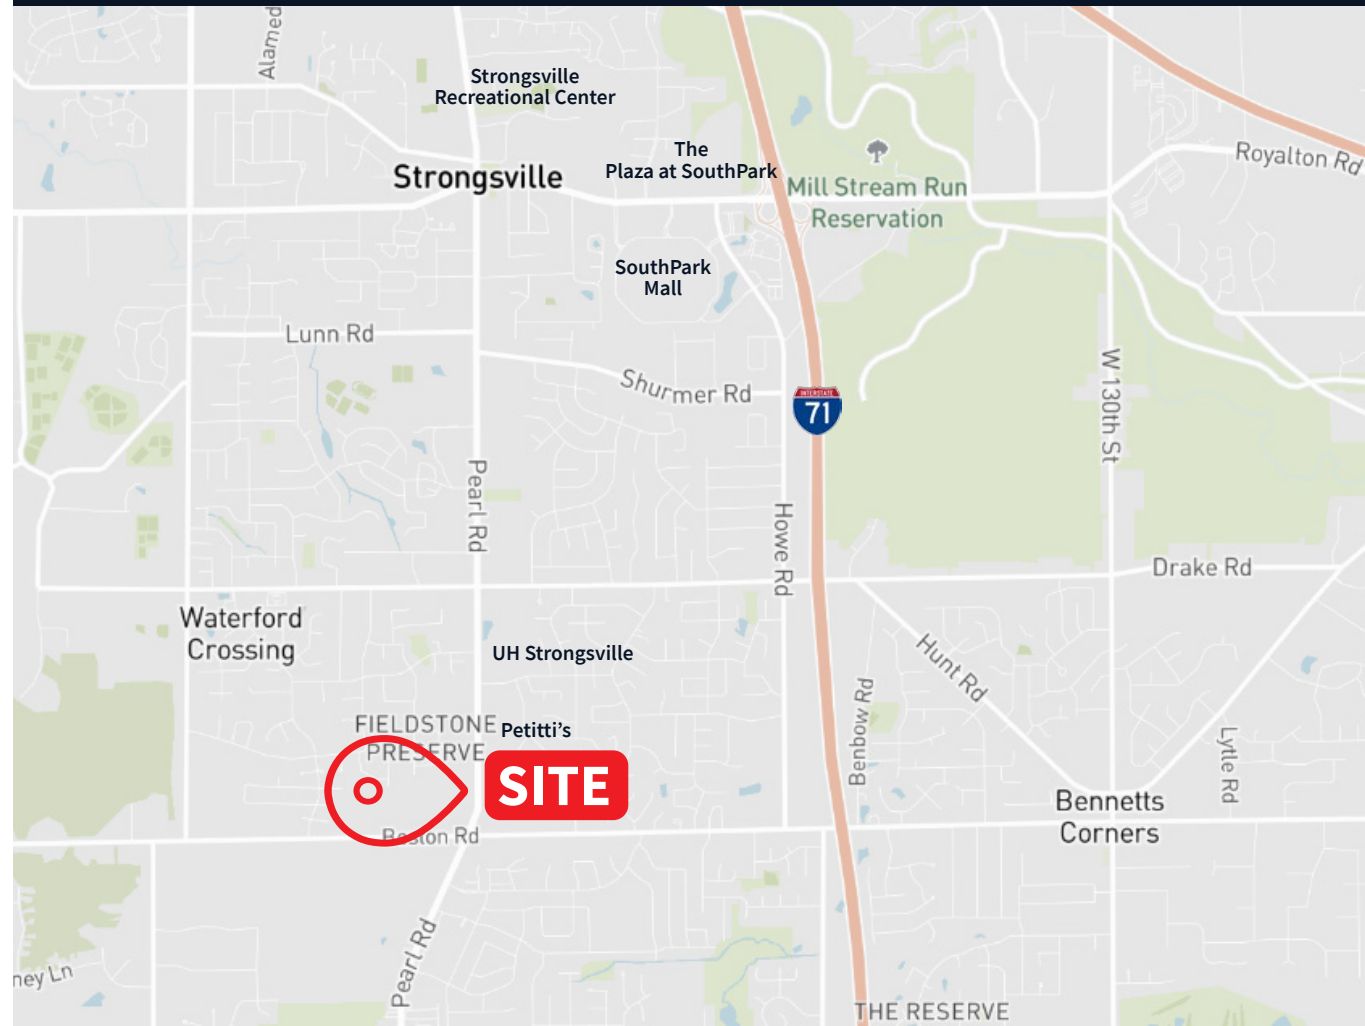 Alamed
Strongsville
Recreational Center
The
Plaza at SouthPark
Royalton Rd
Strongsville
Mill Stream Run
Reservation
SouthPark
Mall
Lunn Rd
Shurmer Rd
INTERSTATE
71
W 130th St
Pearl Rd
Howe Rd
Drake Rd
Waterford
Crossing
UH Strongsville
Hunt Rd
Benbow Rd
FIELDSTONE
PRESERVE
Petitti’s
SITE
Lytle Rd
Bennetts
Corners
Boston Rd
Pearl Rd
ney Ln
THE RESERVE